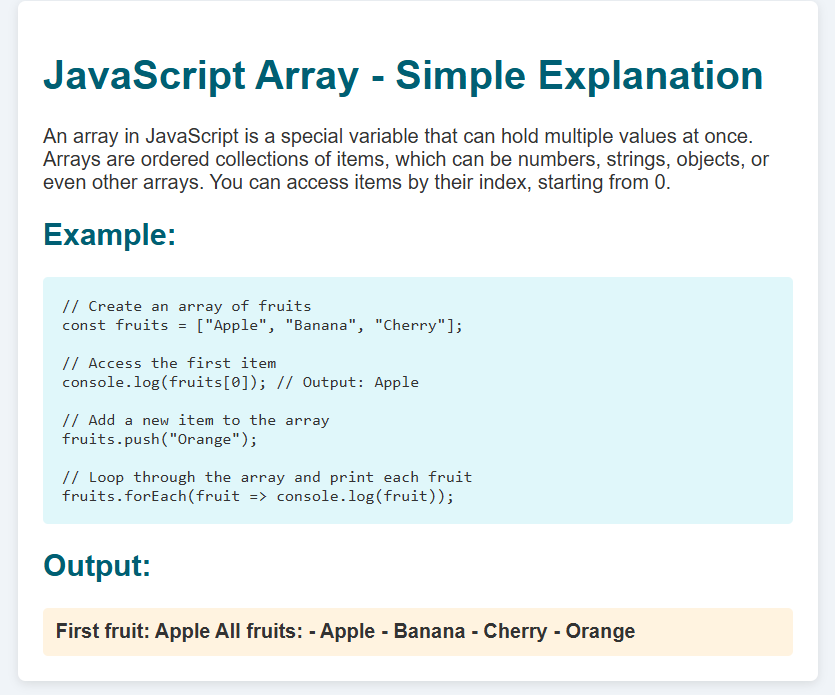 JavaScript Array - Simple Explanation
An array in JavaScript is a special variable that can hold multiple values at once.
Arrays are ordered collections of items, which can be numbers, strings, objects, or
even other arrays. You can access items by their index, starting from 0.
Example:
// Create an array of fruits
const fruits = ["Apple", "Banana", "Cherry"];
// Access the first item
console.log(fruits[0]); // Output: Apple
// Add a new item to the array
fruits.push("Orange");
// Loop through the array and print each fruit
fruits.forEach(fruit => console.log(fruit));
Output:
First fruit: Apple All fruits: - Apple - Banana - Cherry - Orange